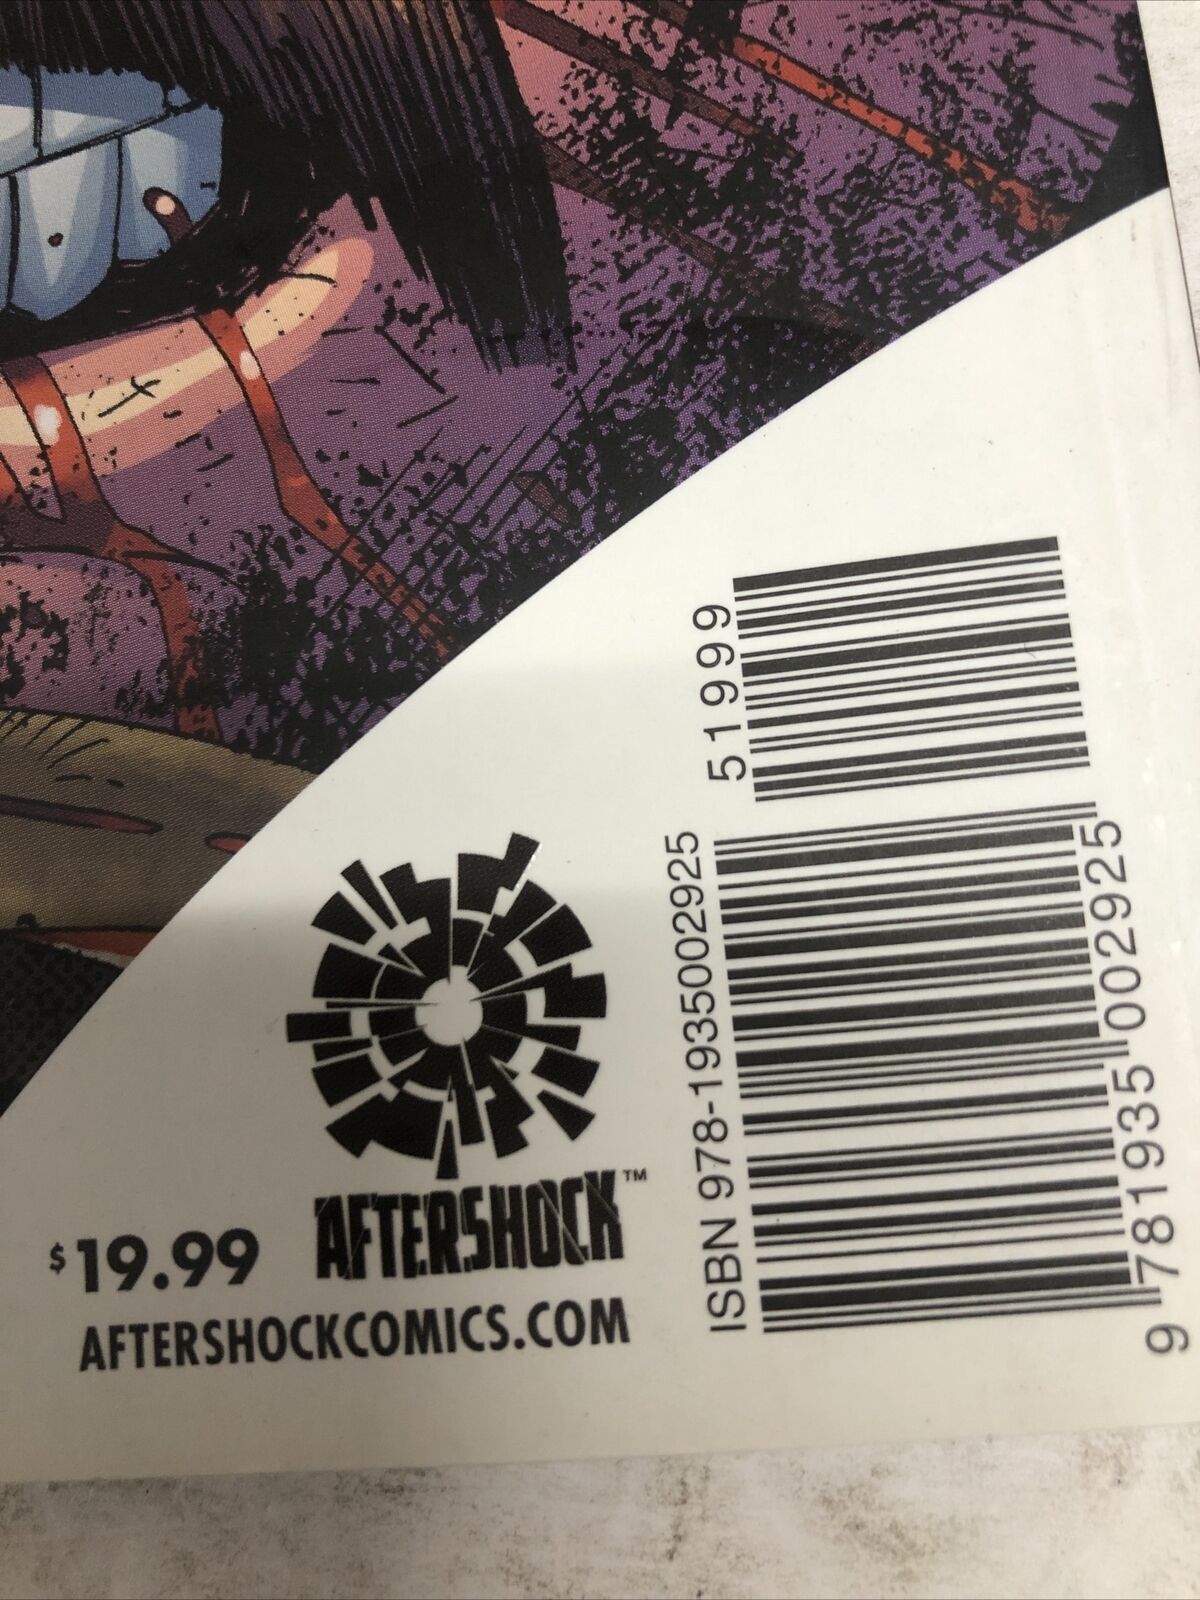 $19.99
AFTERSHOCKCOMICS.COM
AFTERSHOCK™
ISBN 978-1935002925
51999
9 781935 002925